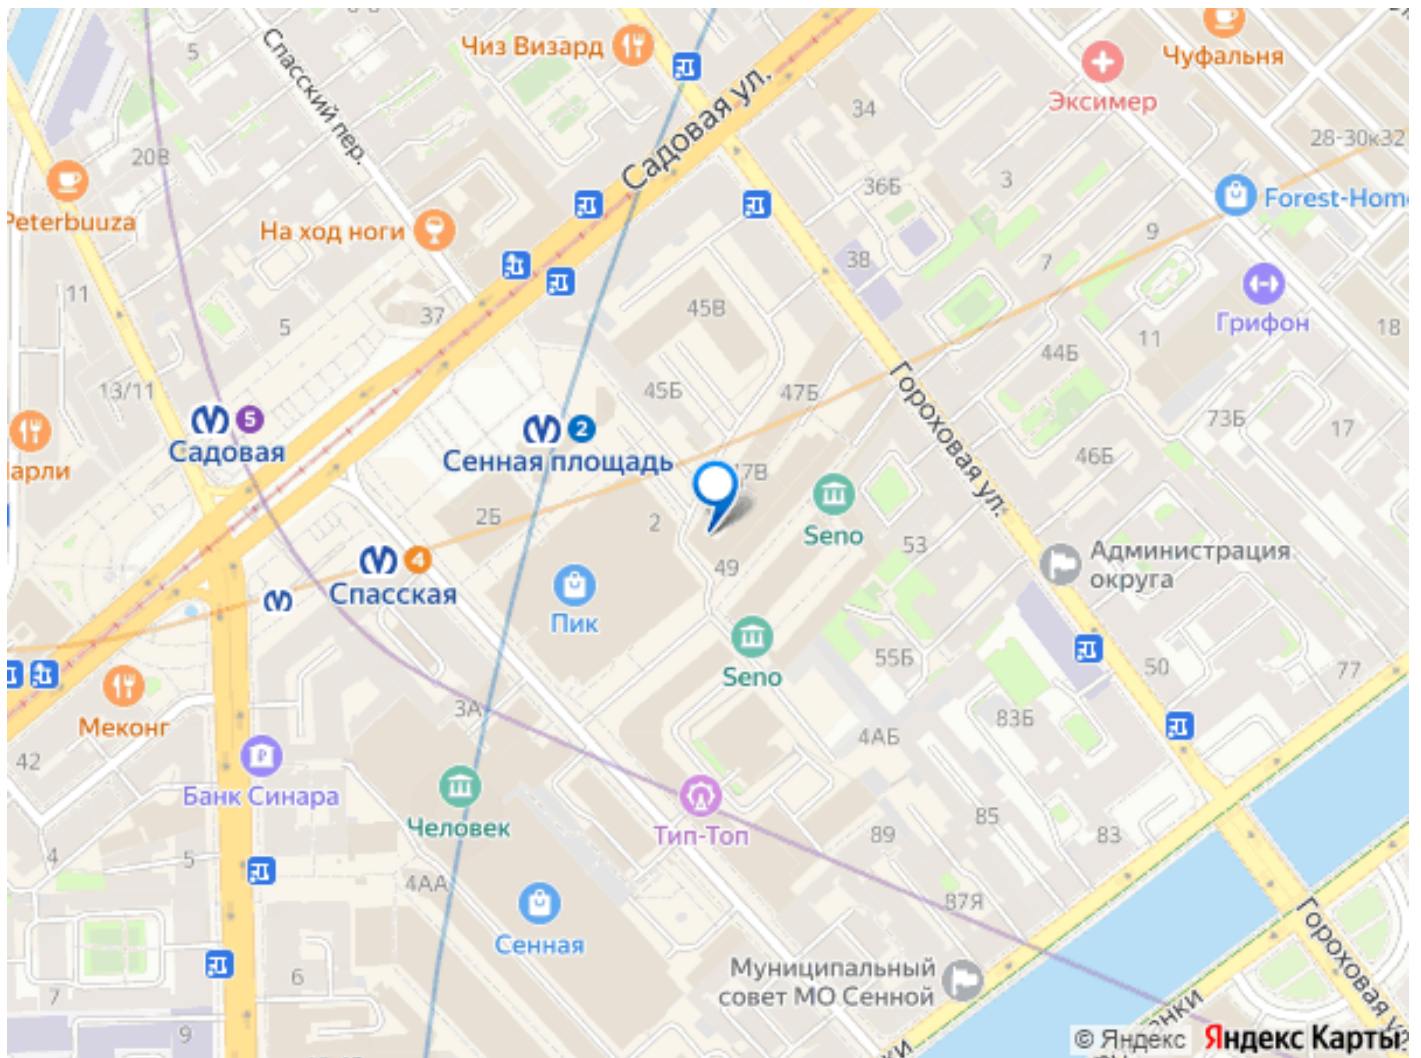 Чиз Визард
Чуфальня
Эксимер
Спасский пер.
Садовая ул.
5
34
28-30к32
20В
36Б
3
Forest-Home
Peterbuuza
На ход ноги
9
38
7
11
37
5
45В
Грифон
18
11
44Б
13/11
45Б
47Б
Гороховая ул.
73Б
17
5
Садовая
2
Сенная площадь
46Б
47В
2Б
2
Seno
53
49
4
Спасская
Пик
Администрация
округа
Seno
55Б
50
77
Меконг
3А
83Б
4АБ
42
Банк Синара
Человек
Тип-Топ
85
89
83
4
5
4АА
87Я
Сенная
Гороховая ул.
6
7
9
Муниципальный
совет МО Сенной
© Яндекс
Яндекс Карты